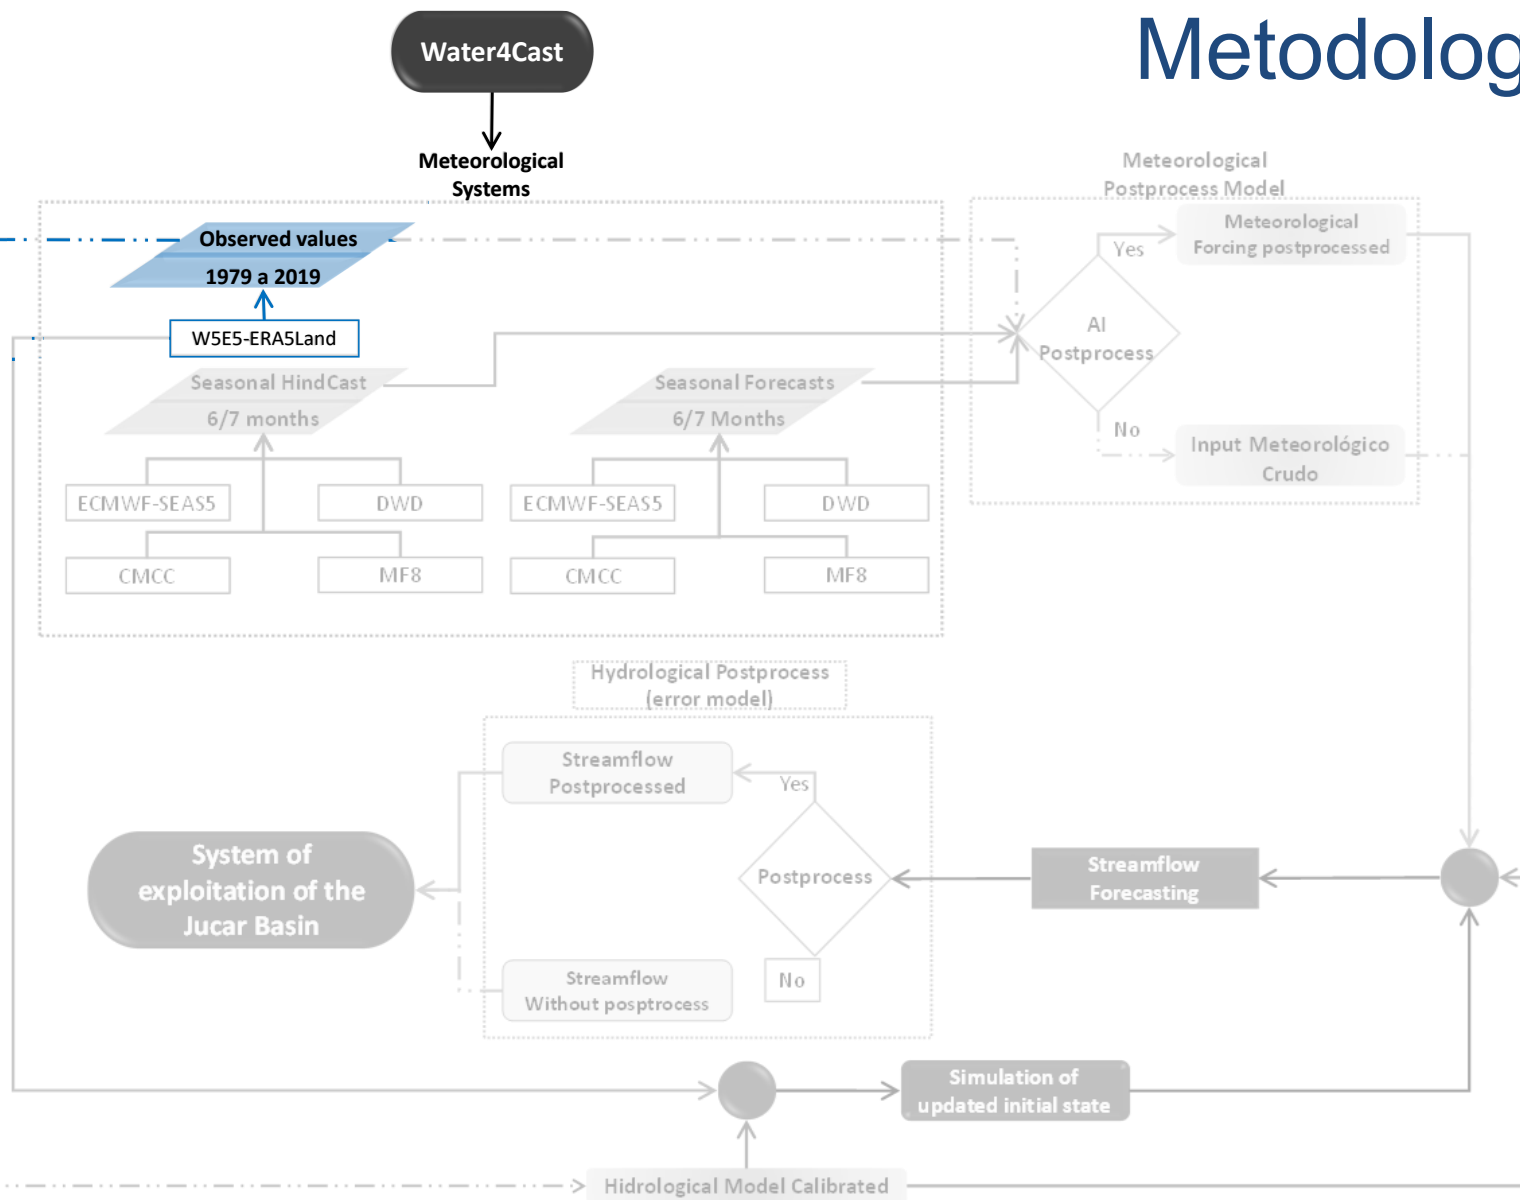 Metodolog
Water4Cast
Meteorological
Systems
Meteorological
Postprocess Model
Observed values
1979 a 2019
W5E5-ERA5Land
Seasonal HindCast
6/7 months
Seasonal Forecasts
6/7 Months
ECMWF-SEAS5
DWD
CMCC
MF8
ECMWF-SEAS5
DWD
CMCC
MF8
AI
Postprocess
Yes
Meteorological
Forcing postprocessed
No
Input Meteorológico
Crudo
Hydrological Postprocess
(error model)
Streamflow
Postprocessed
Yes
Postprocess
No
Streamflow
Without posptrocess
System of
exploitation of the
Jucar Basin
Streamflow
Forecasting
Simulation of
updated initial state
Hidrological Model Calibrated